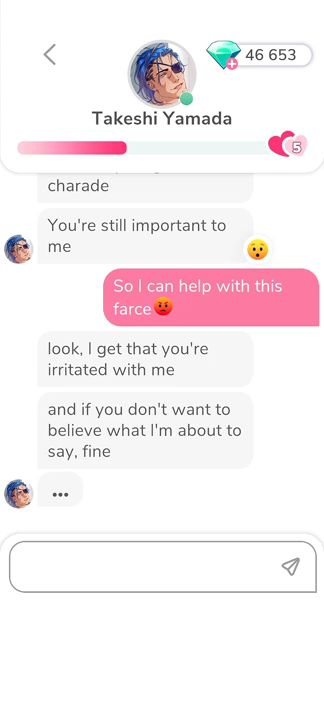 46 653
Takeshi Yamada
5
charade
You're still important to
me
So I can help with this
farce😡
look, I get that you're
irritated with me
and if you don't want to
believe what I'm about to
say, fine
...